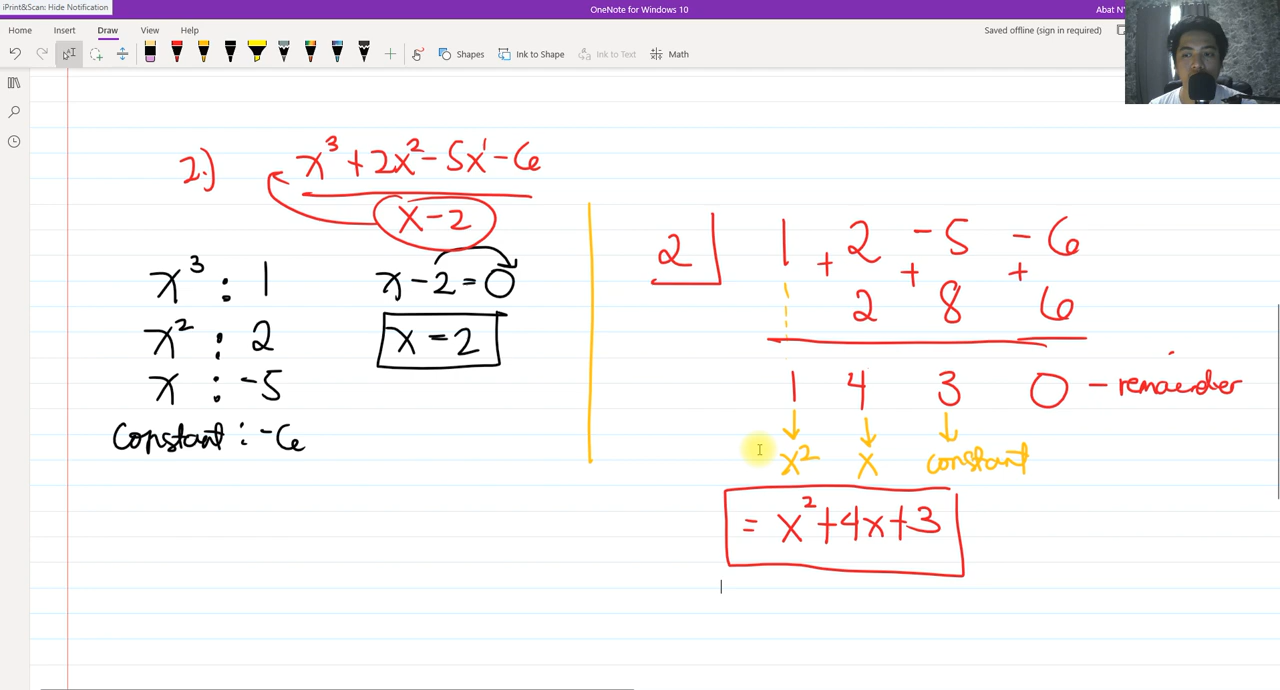 iPrint&Scan: Hide Notification
OneNote for Windows 10
Abat N
Home Insert Draw View Help
Saved offline (sign in required)
Shapes Ink to Shape Ink to Text Math
2.) x³ + 2x² - 5x¹ - 6
x - 2
x³ : 1
x² : 2
x : -5
constant : -6
x - 2 = 0
x = 2
2 1 + 2 + -5 + -6
2 8 6
1 4 3 0 - remainder
x² x constant
= x² + 4x + 3